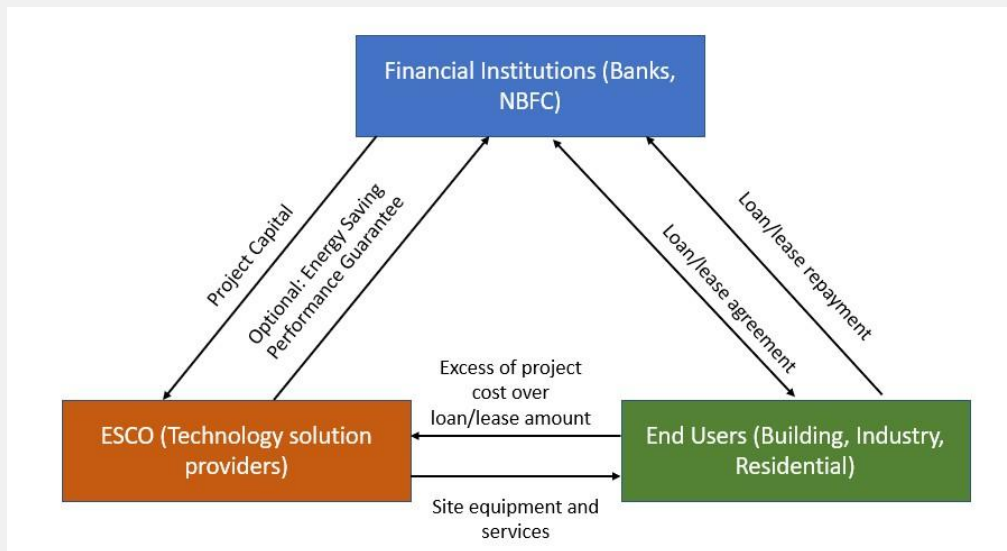 Financial Institutions (Banks,
NBFC)
Project Capital
Optional: Energy Saving
Performance Guarantee
Loan/lease agreement
Loan/lease repayment
Excess of project
cost over
loan/lease amount
ESCO (Technology solution
providers)
End Users (Building, Industry,
Residential)
Site equipment and
services